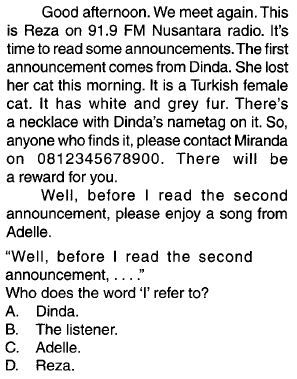 Good afternoon. We meet again. This
is Reza on 91.9 FM Nusantara radio. It's
time to read some announcements. The first
announcement comes from Dinda. She lost
her cat this morning. It is a Turkish female
cat. It has white and grey fur. There's
a necklace with Dinda's nametag on it. So,
anyone who finds it, please contact Miranda
on 0812345678900. There will be
a reward for you.
Well, before I read the second
announcement, please enjoy a song from
Adelle.
“Well, before I read the second
announcement, . . . .”
Who does the word ‘I’ refer to?
A. Dinda.
B. The listener.
C. Adelle.
D. Reza.